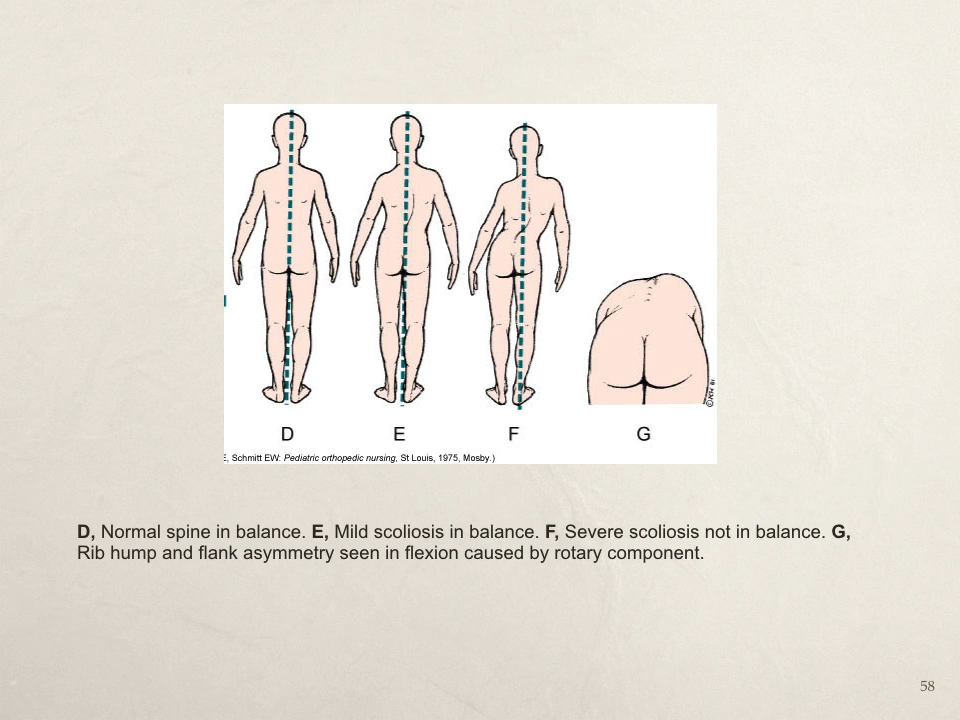 D
E
F
G
E, Schmitt EW: Pediatric orthopedic nursing, St Louis, 1975, Mosby.)
D, Normal spine in balance. E, Mild scoliosis in balance. F, Severe scoliosis not in balance. G,
Rib hump and flank asymmetry seen in flexion caused by rotary component.
58